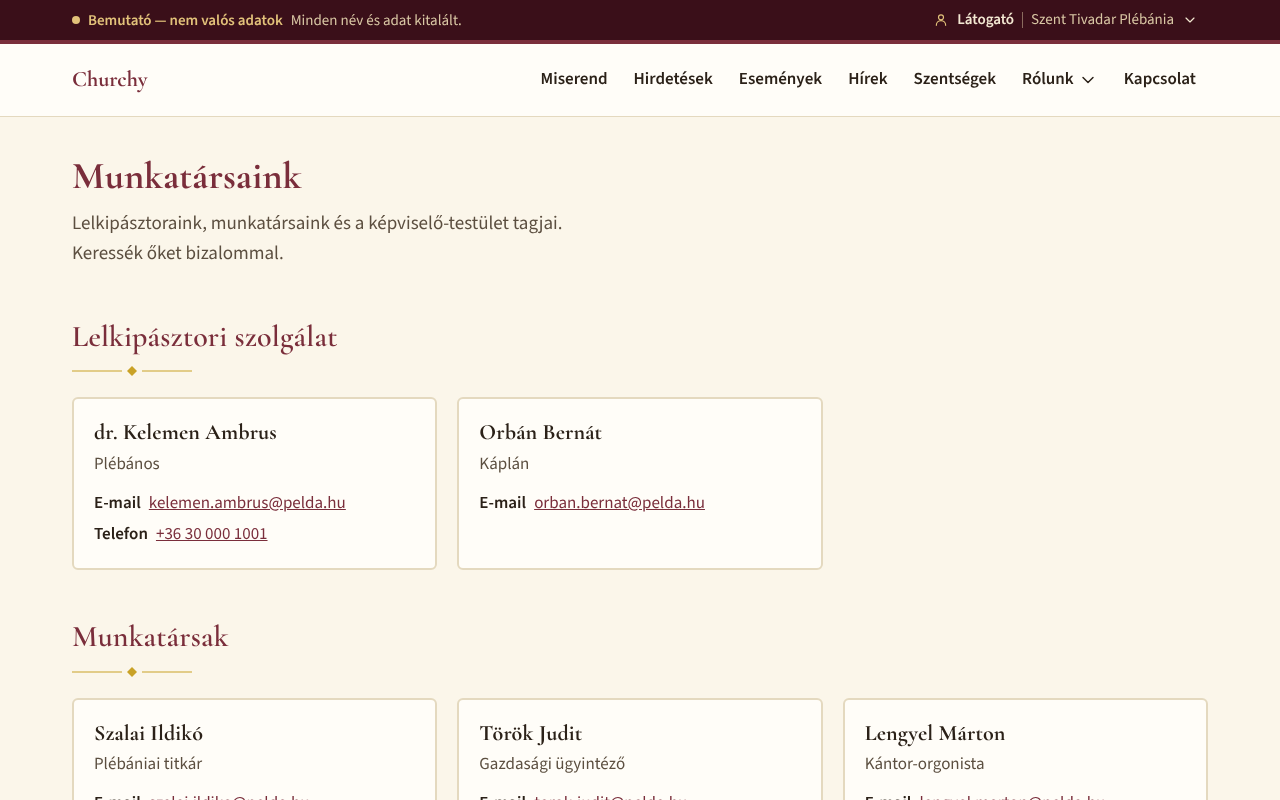 Bemutató — nem valós adatok Minden név és adat kitalált.
Látogató Szent Tivadar Plébánia
Churchy
Miserend Hirdetések Események Hírek Szentségek Rólunk Kapcsolat
Munkatársaink
Lelkipásztoraink, munkatársaink és a képviselő-testület tagjai.
Keressék őket bizalommal.
Lelkipásztori szolgálat
dr. Kelemen Ambrus
Plébános
E-mail kelemen.ambrus@pelda.hu
Telefon +36 30 000 1001
Orbán Bernát
Káplán
E-mail orban.bernat@pelda.hu
Munkatársak
Szalai Ildikó
Plébániai titkár
Török Judit
Gazdasági ügyintéző
Lengyel Márton
Kántor-orgonista